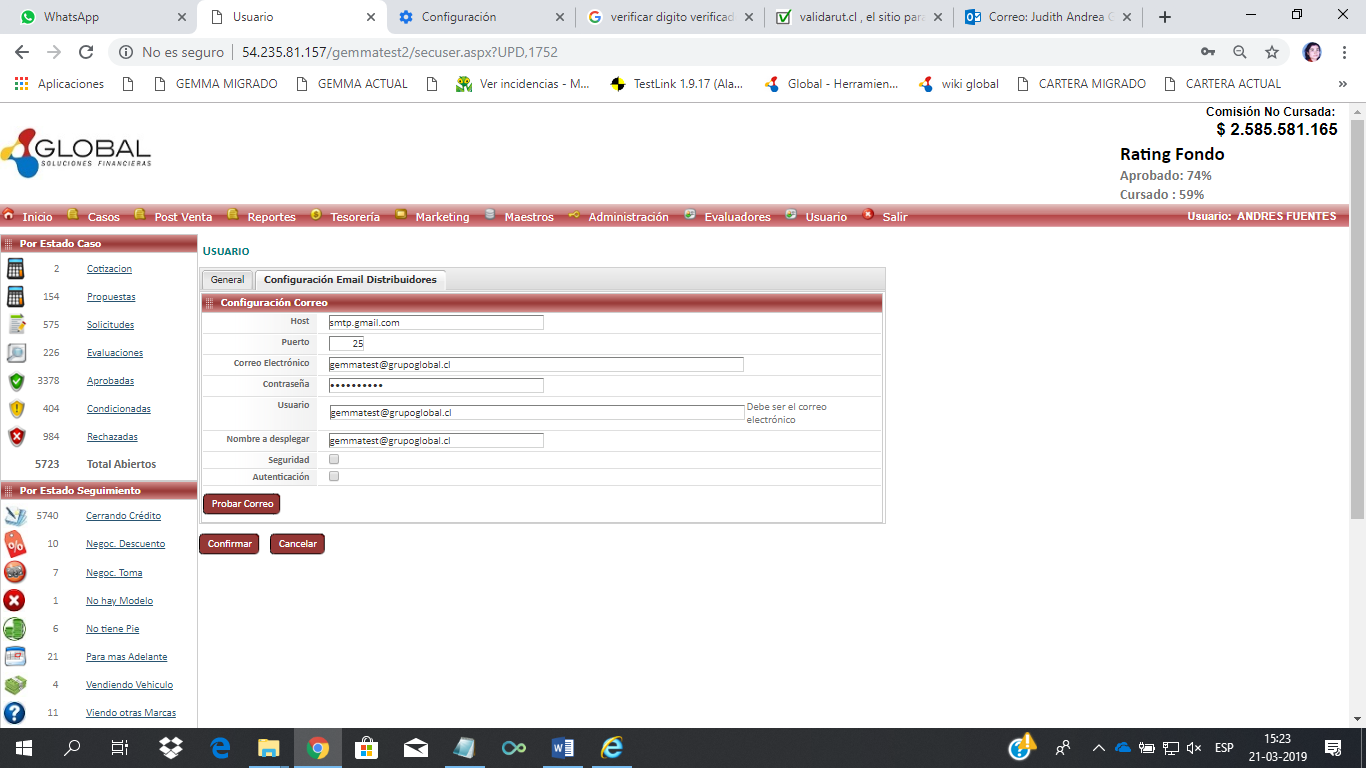 WhatsApp
Usuario
Configuración
verificar digito verificad
validarut.cl , el sitio para
Correo: Judith Andrea G
No es seguro
54.235.81.157/gemmatest2/secuser.aspx?UPD,1752
Aplicaciones
GEMMA MIGRADO
GEMMA ACTUAL
Ver incidencias - M...
TestLink 1.9.17 (Ala...
Global - Herramien...
wiki global
CARTERA MIGRADO
CARTERA ACTUAL
»
GLOBAL
SOLUCIONES FINANCIERAS
Comisión No Cursada:
$ 2.585.581.165
Rating Fondo
Aprobado: 74%
Cursado : 59%
Inicio Casos Post Venta Reportes Tesorería Marketing Maestros Administración Evaluadores Usuario Salir Usuario: ANDRES FUENTES
Por Estado Caso
2 Cotizacion
154 Propuestas
575 Solicitudes
226 Evaluaciones
3378 Aprobadas
404 Condicionadas
984 Rechazadas
5723 Total Abiertos
Por Estado Seguimiento
5740 Cerrando Crédito
10 Negoc. Descuento
7 Negoc. Toma
1 No hay Modelo
6 No tiene Pie
21 Para mas Adelante
4 Vendiendo Vehiculo
11 Viendo otras Marcas
USUARIO
General Configuración Email Distribuidores
Configuración Correo
Host smtp.gmail.com
Puerto 25
Correo Electrónico gemmatest@grupoglobal.cl
Contraseña ••••••••••
Usuario gemmatest@grupoglobal.cl Debe ser el correo
electrónico
Nombre a desplegar gemmatest@grupoglobal.cl
Seguridad
Autenticación
Probar Correo
Confirmar Cancelar
ESP
15:23
21-03-2019